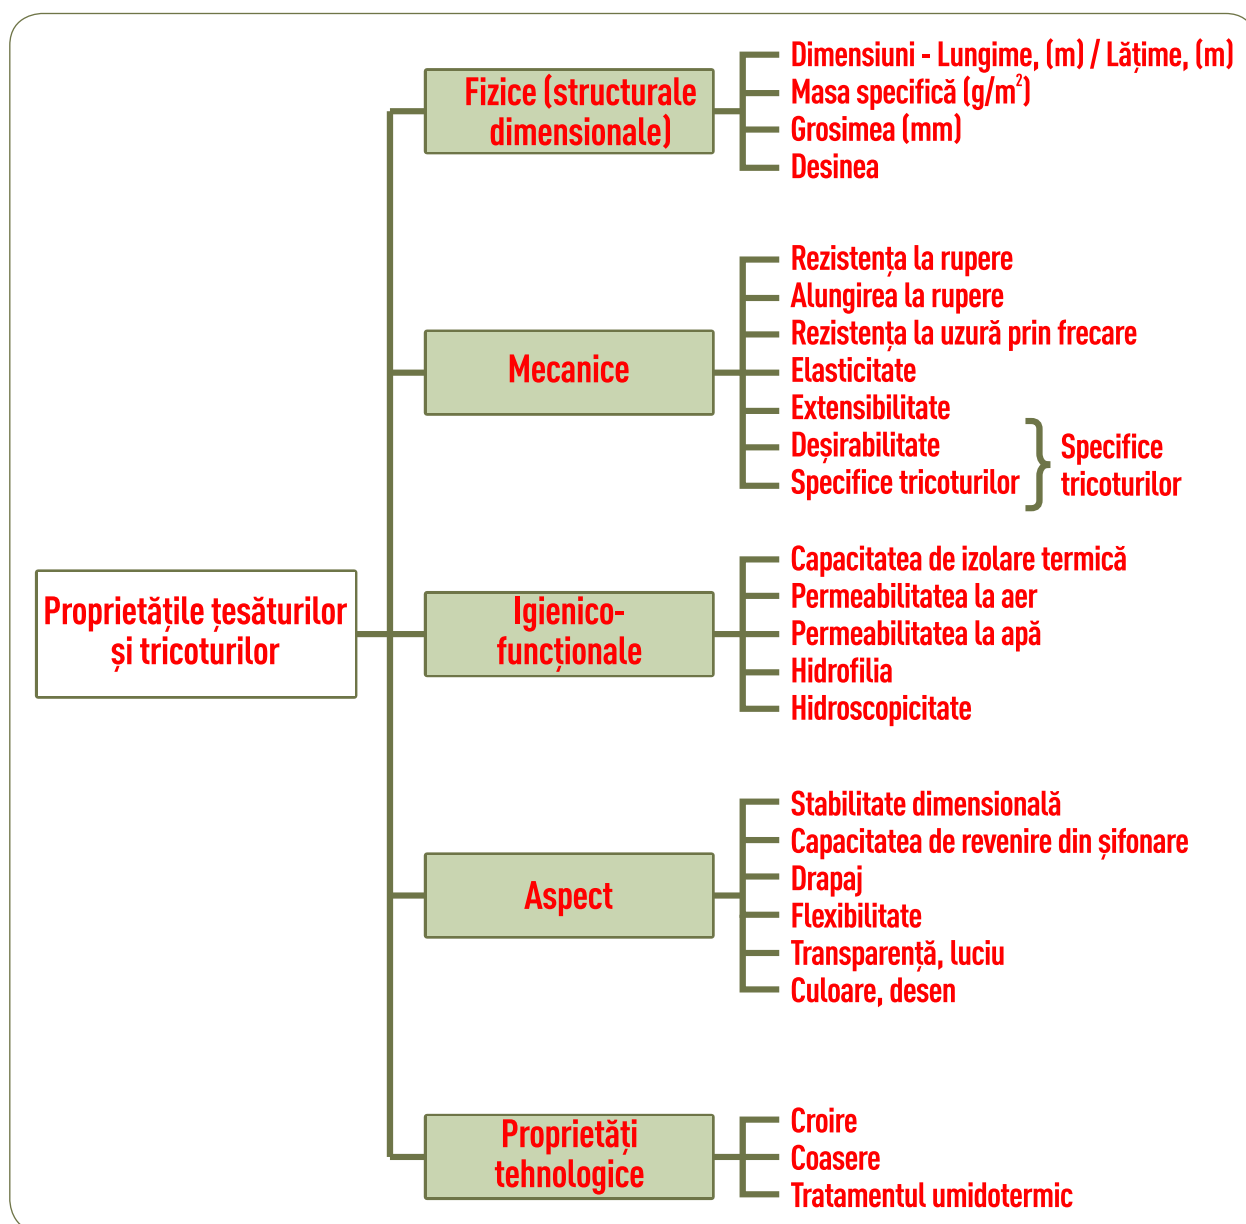 Proprietățile țesăturilor
și tricoturilor
Fizice (structurale
dimensionale)
Dimensiuni - Lungime, (m) / Lățime, (m)
Masa specifică (g/m²)
Grosimea (mm)
Desinea
Mecanice
Rezistența la rupere
Alungirea la rupere
Rezistența la uzură prin frecare
Elasticitate
Extensibilitate
Deșirabilitate
Specifice tricoturilor
Specifice
tricoturilor
Igienico-
funcționale
Capacitatea de izolare termică
Permeabilitatea la aer
Permeabilitatea la apă
Hidrofilia
Hidroscopicitate
Aspect
Stabilitate dimensională
Capacitatea de revenire din șifonare
Drapaj
Flexibilitate
Transparență, luciu
Culoare, desen
Proprietăți
tehnologice
Croire
Coasere
Tratamentul umidotermic